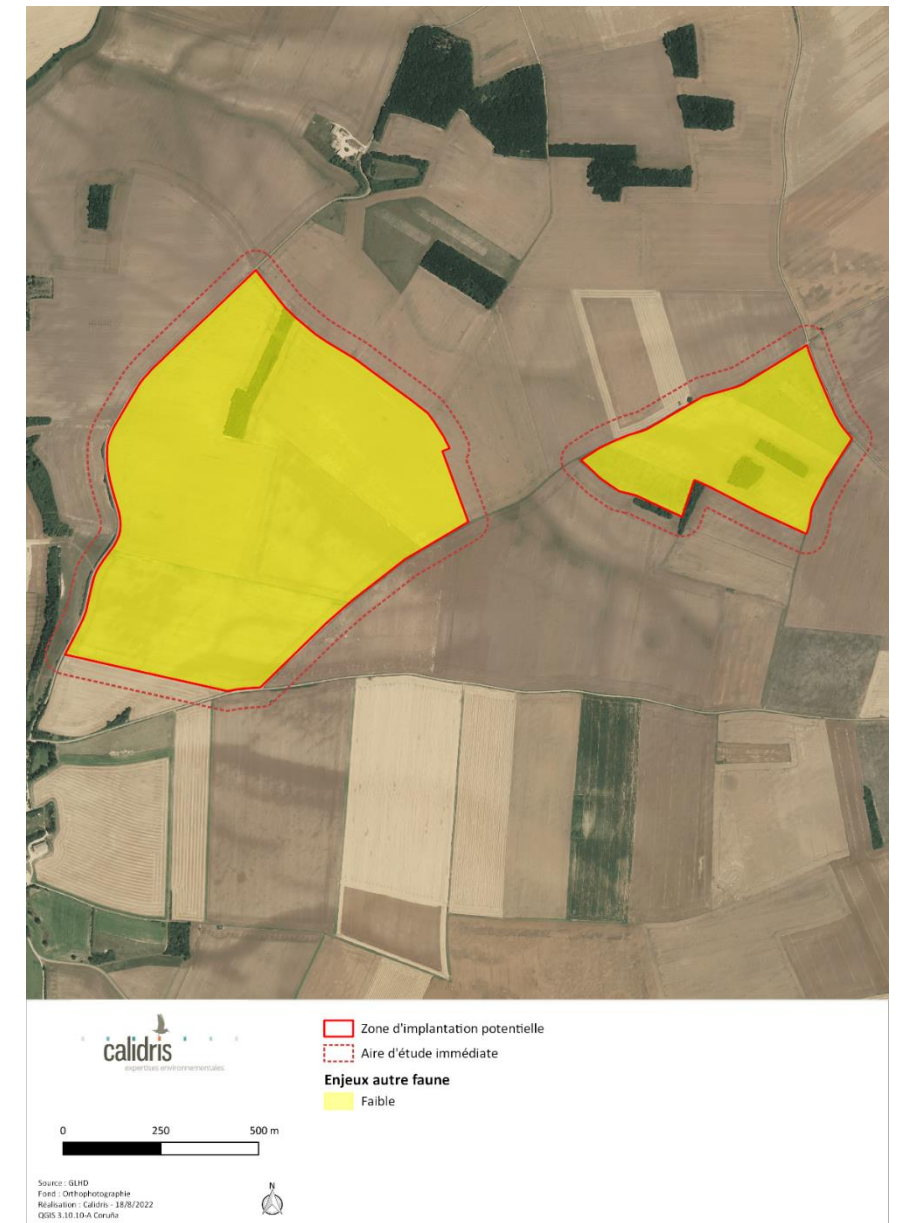 calidris
expertises environnementales
Zone d'implantation potentielle
Aire d'étude immédiate
Enjeux autre faune
Faible
0 250 500 m
Source : GLHD
Fond : Orthophotographie
Réalisation : Calidris - 18/8/2022
QGIS 3.10.10-A Coruña
N